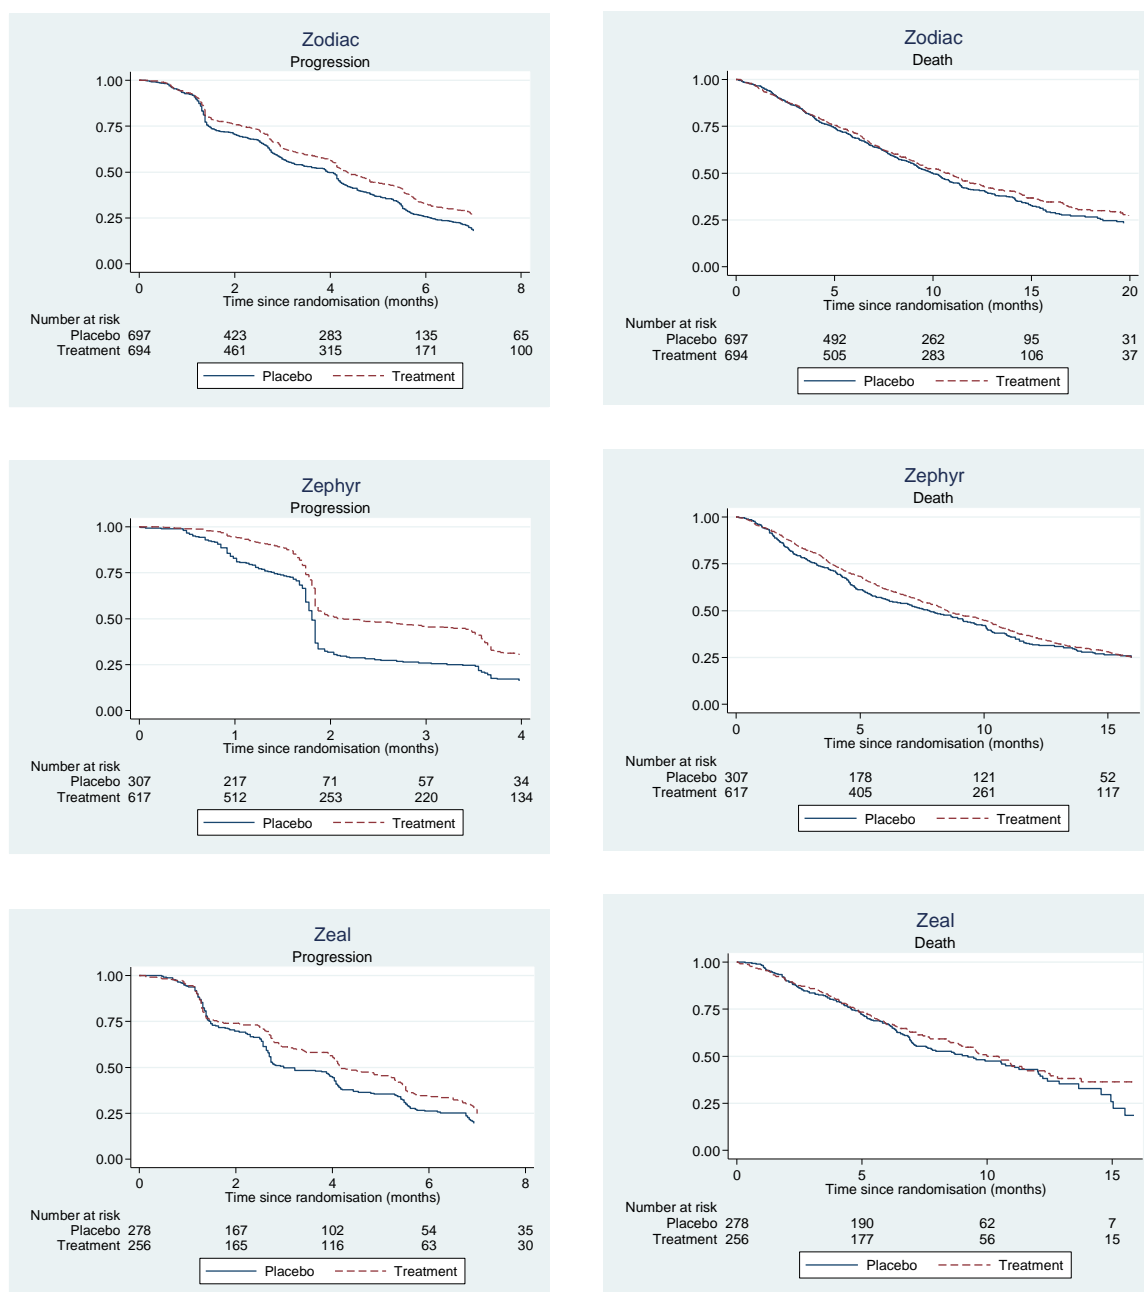 Zodiac
Progression
1.00
0.75
0.50
0.25
0.00
0 2 4 6 8
Time since randomisation (months)
Number at risk
Placebo 697 423 283 135 65
Treatment 694 461 315 171 100
Placebo Treatment
Zodiac
Death
1.00
0.75
0.50
0.25
0.00
0 5 10 15 20
Time since randomisation (months)
Number at risk
Placebo 697 492 262 95 31
Treatment 694 505 283 106 37
Placebo Treatment
Zephyr
Progression
1.00
0.75
0.50
0.25
0.00
0 1 2 3 4
Time since randomisation (months)
Number at risk
Placebo 307 217 71 57 34
Treatment 617 512 253 220 134
Placebo Treatment
Zephyr
Death
1.00
0.75
0.50
0.25
0.00
0 5 10 15
Time since randomisation (months)
Number at risk
Placebo 307 178 121 52
Treatment 617 405 261 117
Placebo Treatment
Zeal
Progression
1.00
0.75
0.50
0.25
0.00
0 2 4 6 8
Time since randomisation (months)
Number at risk
Placebo 278 167 102 54 35
Treatment 256 165 116 63 30
Placebo Treatment
Zeal
Death
1.00
0.75
0.50
0.25
0.00
0 5 10 15
Time since randomisation (months)
Number at risk
Placebo 278 190 62 7
Treatment 256 177 56 15
Placebo Treatment